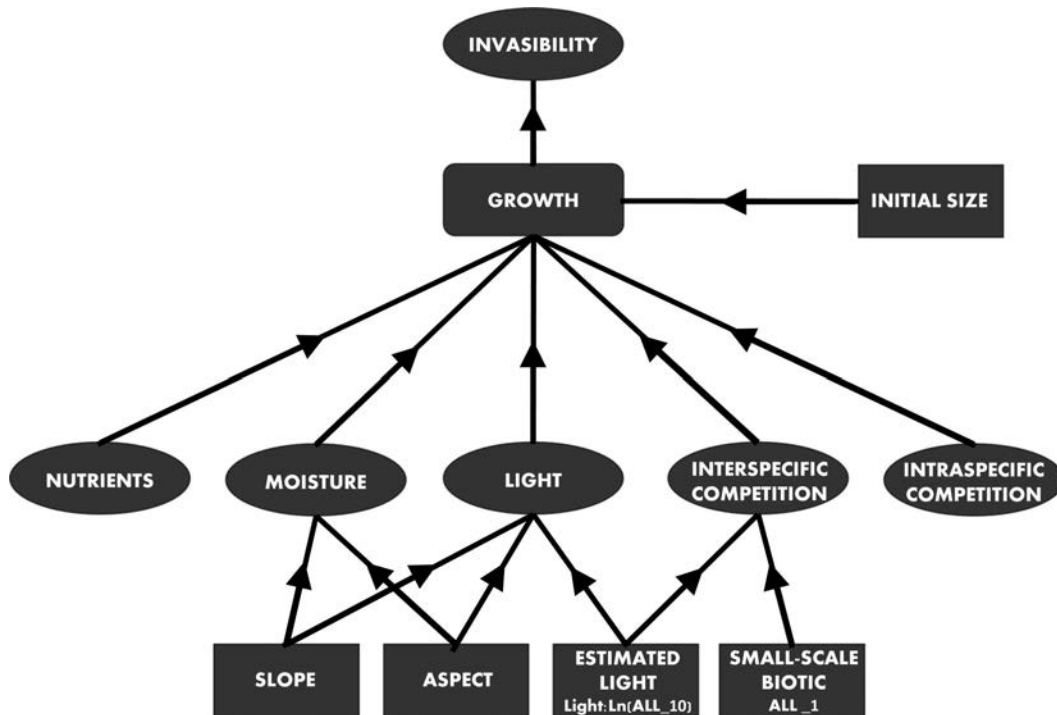 INVASIBILITY
GROWTH
INITIAL SIZE
NUTRIENTS
MOISTURE
LIGHT
INTERSPECIFIC
COMPETITION
INTRASPECIFIC
COMPETITION
SLOPE
ASPECT
ESTIMATED
LIGHT
Light:Ln(ALL_10)
SMALL-SCALE
BIOTIC
ALL _1